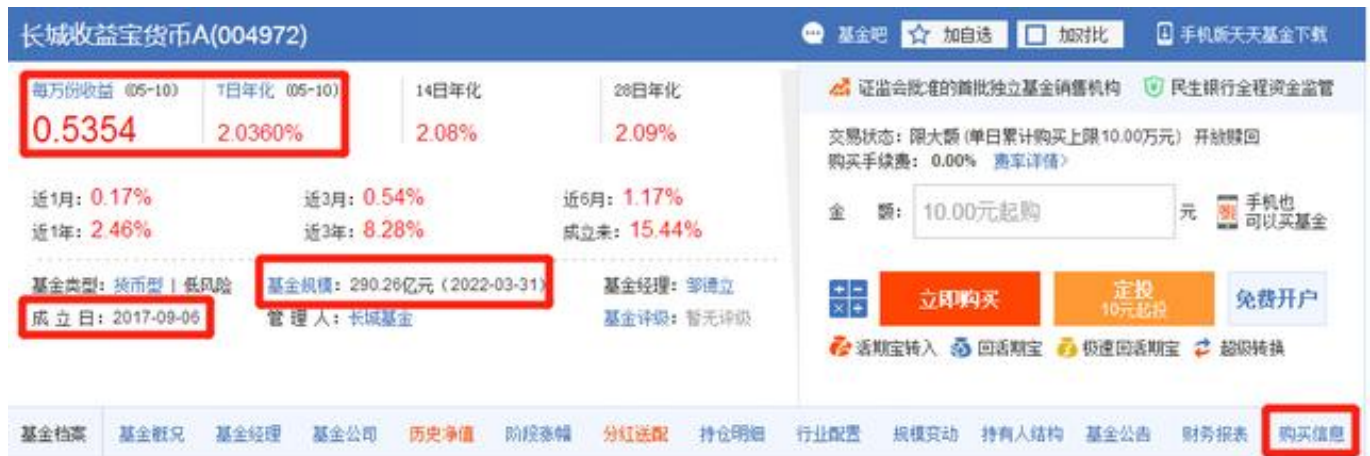 长城收益宝货币A(004972)
基金吧 加自选 加对比 手机版天天基金下载
每万份收益 (05-10) 7日年化 (05-10) 14日年化 28日年化
0.5354 2.0360% 2.08% 2.09%
近1月: 0.17% 近3月: 0.54% 近6月: 1.17%
近1年: 2.46% 近3年: 8.28% 成立来: 15.44%
基金类型: 货币型 | 低风险 基金规模: 290.26亿元 (2022-03-31) 基金经理: 邹德立
成 立 日: 2017-09-06 管 理 人: 长城基金 基金评级: 暂无评级
证监会批准的首批独立基金销售机构 民生银行全程资金监管
交易状态: 限大额 (单日累计购买上限10.00万元) 开放赎回
购买手续费: 0.00% 费率详情>
金 额: 10.00元起购 元 手机也
可以买基金
立即购买 定投 免费开户
10元起投
活期宝转入 回活期宝 极速回活期宝 超级转换
基金档案 基金概况 基金经理 基金公司 历史净值 阶段涨幅 分红送配 持仓明细 行业配置 规模变动 持有人结构 基金公告 财务报表 购买信息